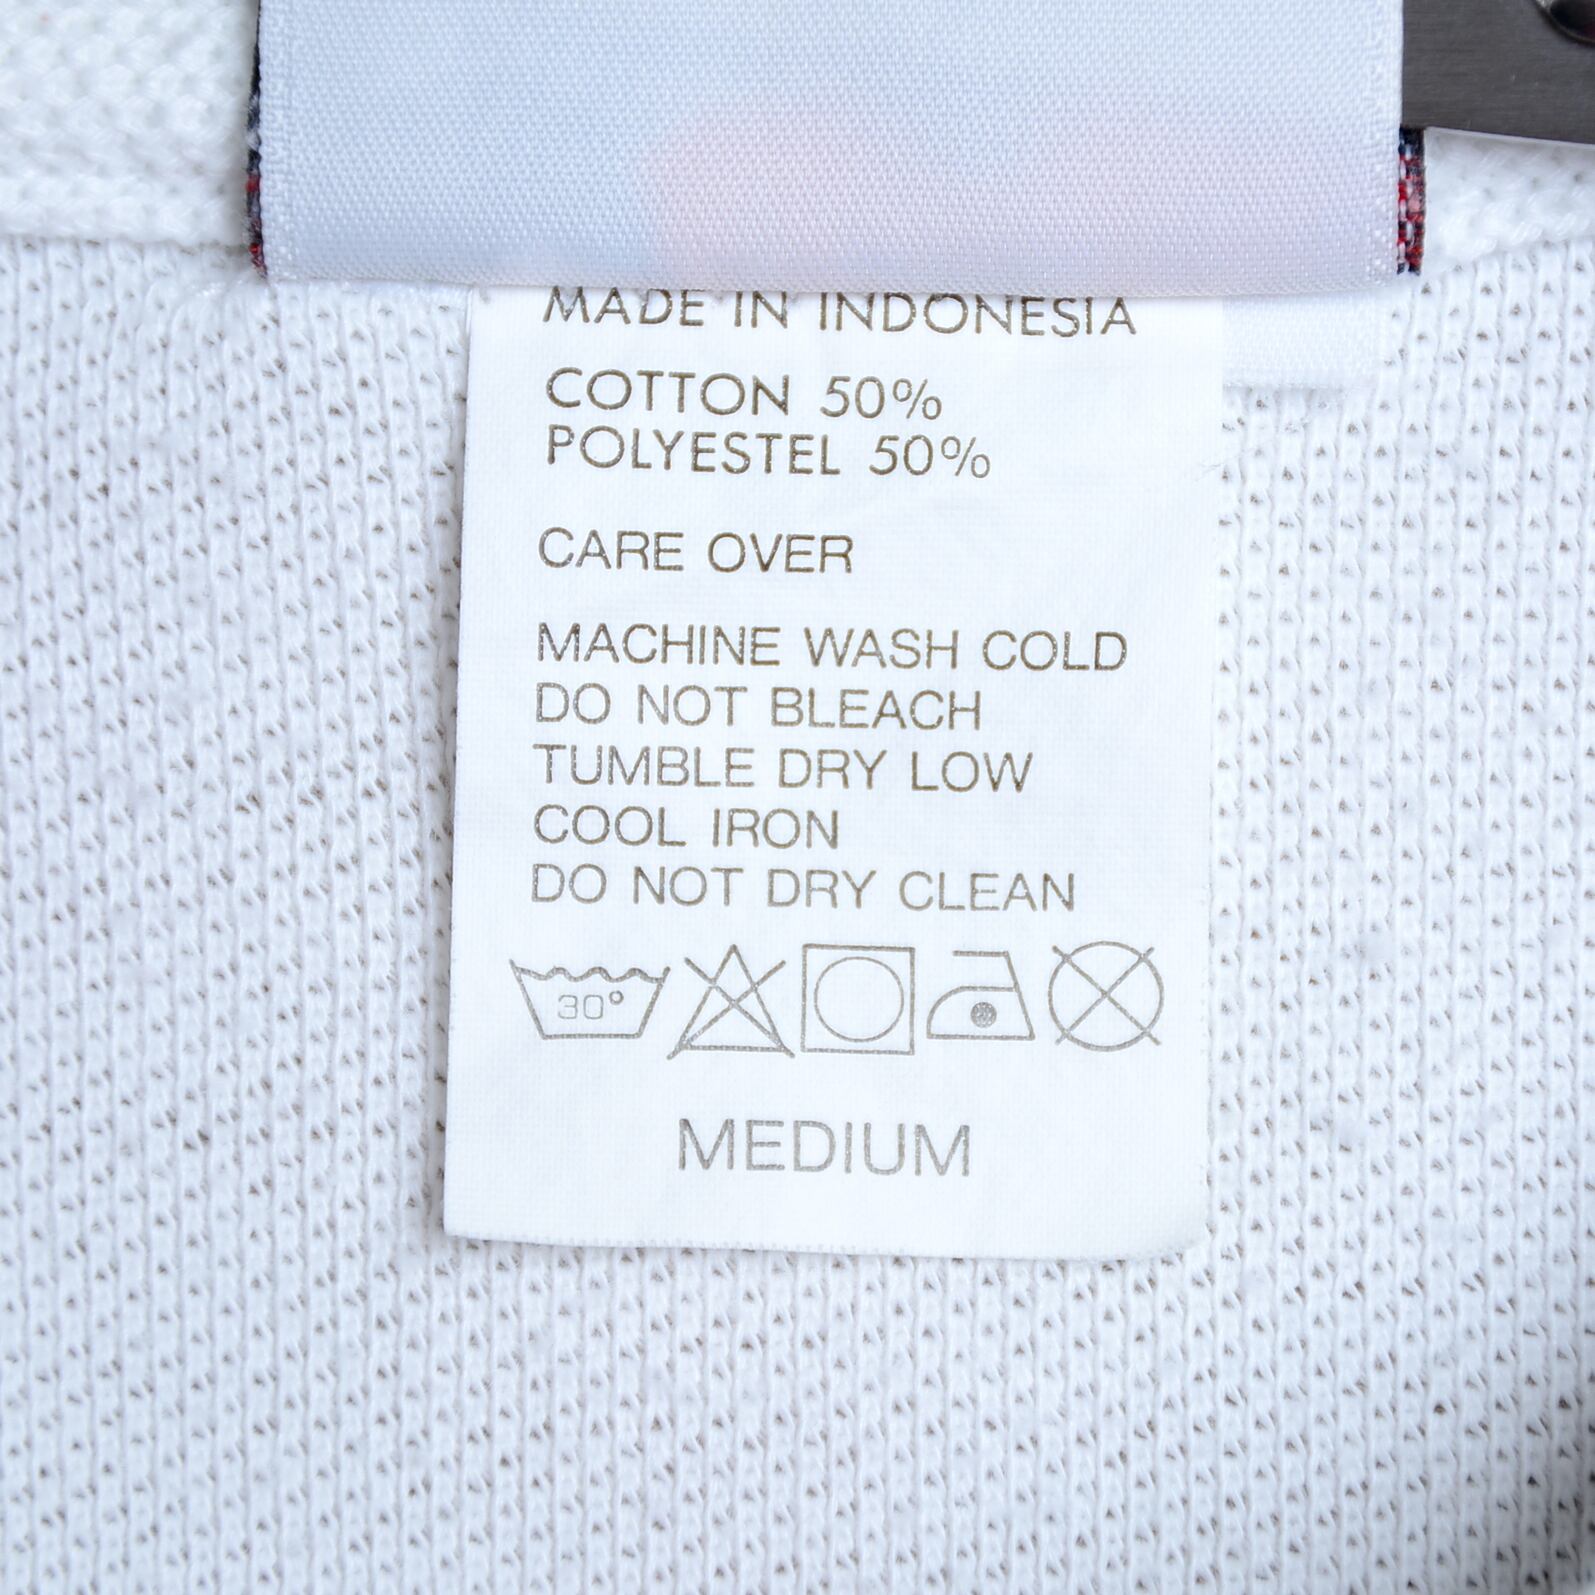 MADE IN INDONESIA
COTTON 50%
POLYESTEL 50%
CARE OVER
MACHINE WASH COLD
DO NOT BLEACH
TUMBLE DRY LOW
COOL IRON
DO NOT DRY CLEAN
30°
MEDIUM